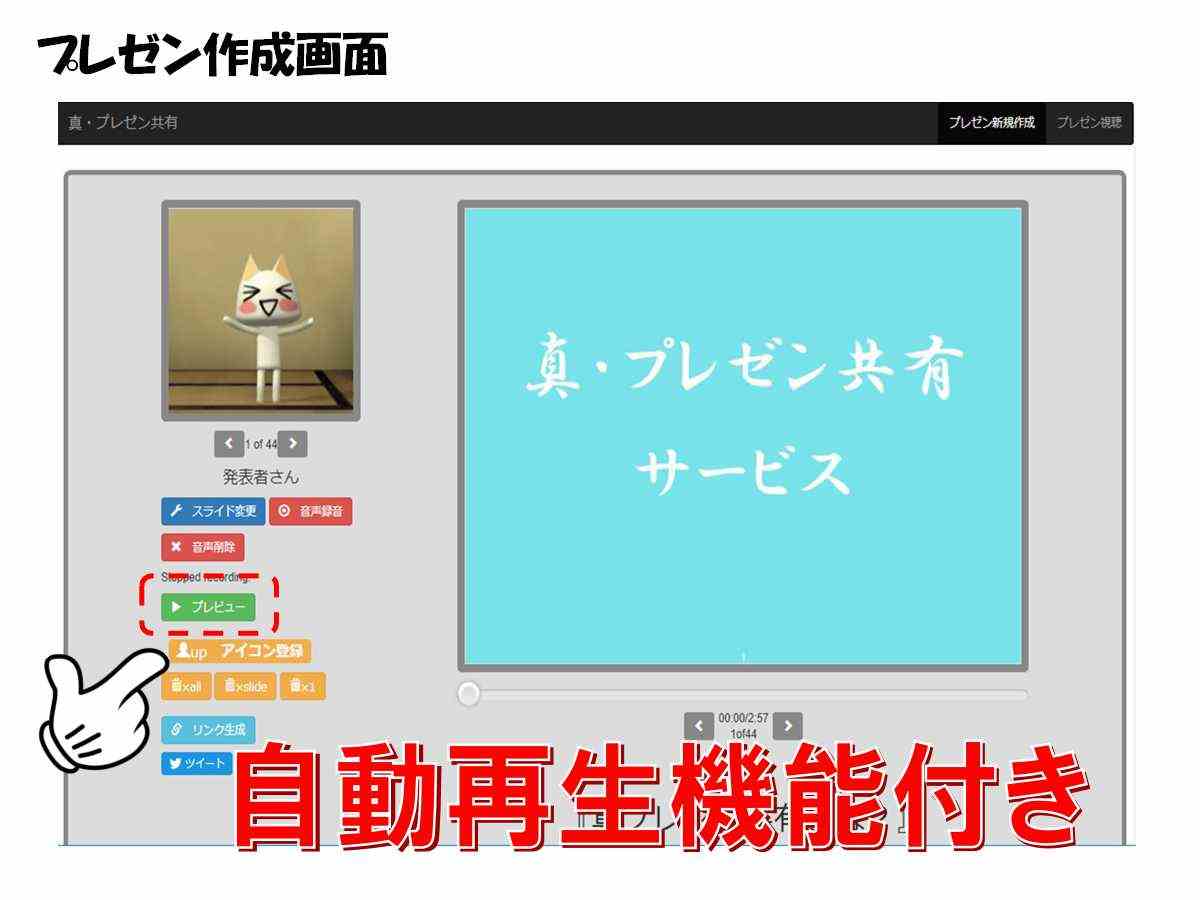 プレゼン作成画面
真・プレゼン共有
プレゼン新規作成
プレゼン視聴
1 of 44
発表者さん
スライド変更
音声録音
音声削除
Stopped recording.
プレビュー
up アイコン登録
xall
xslide
x1
リンク生成
ツイート
真・プレゼン共有
サービス
1
00:00/2:57
1of44
自動再生機能付き